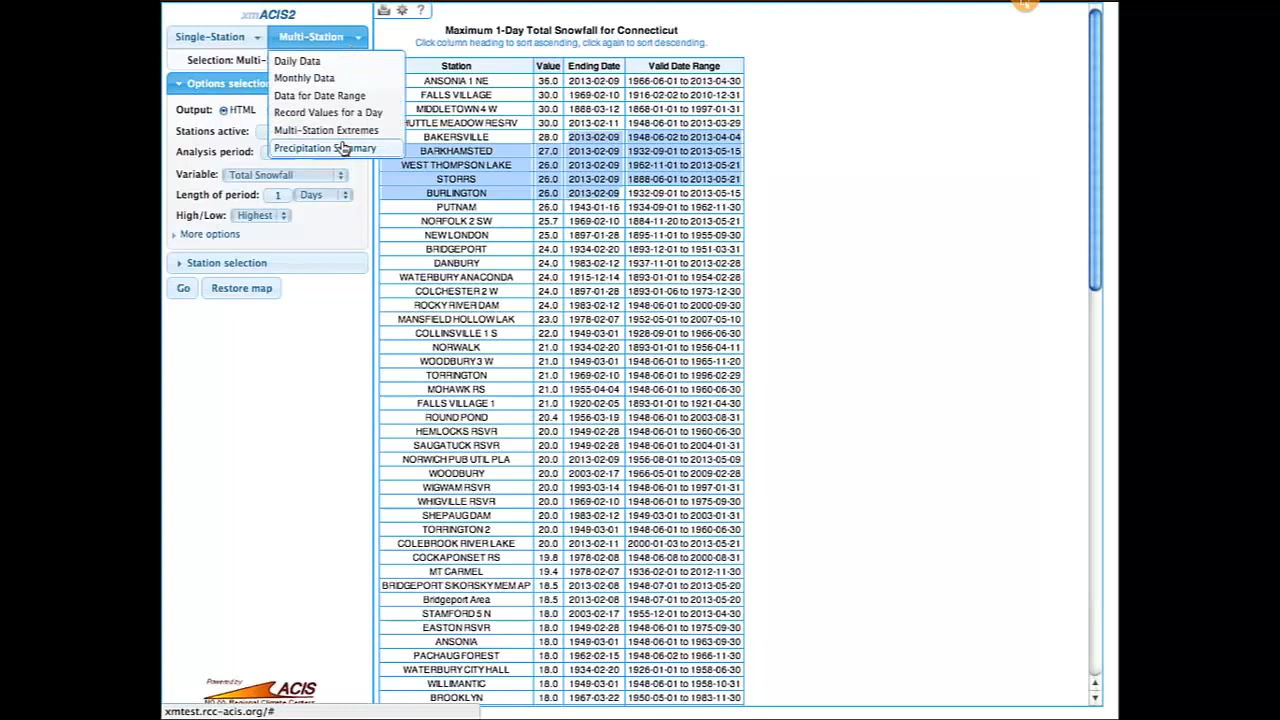 xmACIS2
Single-Station
Multi-Station
Selection: Multi-
Daily Data
Monthly Data
Data for Date Range
Record Values for a Day
Multi-Station Extremes
Precipitation Summary
Options selectio
Output: HTML
Stations active:
Analysis period:
Variable: Total Snowfall
Length of period: 1 Days
High/Low: Highest
More options
Station selection
Go Restore map
Powered by
ACIS
NOAA Regional Climate Centers
xmtest.rcc-acis.org/#
?
Maximum 1-Day Total Snowfall for Connecticut
Click column heading to sort ascending, click again to sort descending.
Station Value Ending Date Valid Date Range
ANSONIA 1 NE 36.0 2013-02-09 1966-06-01 to 2013-04-30
FALLS VILLAGE 30.0 1969-02-10 1916-02-02 to 2010-12-31
MIDDLETOWN 4 W 30.0 1888-03-12 1868-01-01 to 1997-01-31
HUTTLE MEADOW RESRV 30.0 2013-02-11 1948-06-01 to 2013-03-29
BAKERSVILLE 28.0 2013-02-09 1948-06-02 to 2013-04-04
BARKHAMSTED 27.0 2013-02-09 1932-09-01 to 2013-05-15
WEST THOMPSON LAKE 26.0 2013-02-09 1962-11-01 to 2013-05-21
STORRS 26.0 2013-02-09 1888-06-01 to 2013-05-21
BURLINGTON 26.0 2013-02-09 1932-09-01 to 2013-05-15
PUTNAM 26.0 1943-01-16 1934-09-01 to 1962-11-30
NORFOLK 2 SW 25.7 1969-02-10 1884-11-20 to 2013-05-21
NEW LONDON 25.0 1897-01-28 1895-11-01 to 1955-09-30
BRIDGEPORT 24.0 1934-02-20 1893-12-01 to 1951-03-31
DANBURY 24.0 1983-02-12 1937-11-01 to 2013-02-28
WATERBURY ANACONDA 24.0 1915-12-14 1893-01-01 to 1954-02-28
COLCHESTER 2 W 24.0 1897-01-28 1893-01-06 to 1973-12-30
ROCKY RIVER DAM 24.0 1983-02-12 1948-06-01 to 2000-09-30
MANSFIELD HOLLOW LAK 23.0 1978-02-07 1952-05-01 to 2007-05-10
COLLINSVILLE 1 S 22.0 1949-03-01 1928-09-01 to 1966-06-30
NORWALK 21.0 1934-02-20 1893-01-01 to 1956-04-11
WOODBURY 3 W 21.0 1949-03-01 1948-06-01 to 1965-11-20
TORRINGTON 21.0 1969-02-10 1948-06-01 to 1996-02-29
MOHAWK RS 21.0 1955-04-04 1948-06-01 to 1960-06-30
FALLS VILLAGE 1 21.0 1920-02-05 1893-01-01 to 1921-04-30
ROUND POND 20.4 1956-03-19 1948-06-01 to 2003-08-31
HEMLOCKS RSVR 20.0 1949-02-28 1948-06-01 to 1960-06-30
SAUGATUCK RSVR 20.0 1949-02-28 1948-06-01 to 2004-01-31
NORWICH PUB UTIL PLA 20.0 2013-02-09 1956-08-01 to 2013-05-09
WOODBURY 20.0 2003-02-17 1966-05-01 to 2009-02-28
WIGWAM RSVR 20.0 1993-03-14 1948-06-01 to 1997-01-31
WHIGVILLE RSVR 20.0 1969-02-10 1948-06-01 to 1975-09-30
SHEPAUG DAM 20.0 1983-02-12 1949-03-01 to 2003-01-31
TORRINGTON 2 20.0 1949-03-01 1948-06-01 to 1960-06-30
COLEBROOK RIVER LAKE 20.0 2013-02-11 2000-01-03 to 2013-05-21
COCKAPONSET RS 19.8 1978-02-08 1948-06-08 to 2000-08-31
MT CARMEL 19.4 1978-02-07 1936-02-01 to 2012-11-30
BRIDGEPORT SIKORSKY MEM AP 18.5 2013-02-08 1948-07-01 to 2013-05-20
Bridgeport Area 18.5 2013-02-08 1948-07-01 to 2013-05-20
STAMFORD 5 N 18.0 2003-02-17 1955-12-01 to 2013-04-30
EASTON RSVR 18.0 1949-02-28 1948-06-01 to 1975-09-30
ANSONIA 18.0 1949-03-01 1948-06-01 to 1963-09-30
PACHAUG FOREST 18.0 1962-02-15 1948-06-02 to 1966-11-30
WATERBURY CITY HALL 18.0 1934-02-20 1926-01-01 to 1958-06-30
WILLIMANTIC 18.0 1949-03-01 1948-06-01 to 1958-10-31
BROOKLYN 18.0 1967-03-22 1950-05-01 to 1983-11-30